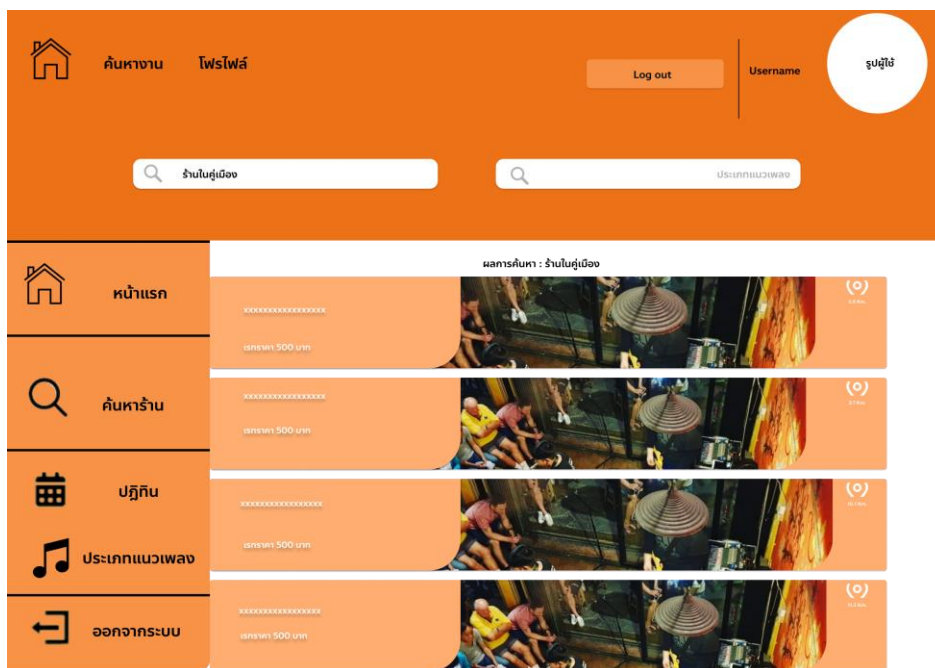 ค้นหางาน
โฟรไฟล์
Log out
Username
รูปผู้ใช้
ร้านในคู่เมือง
ประเภทแนวเพลง
หน้าแรก
ค้นหาร้าน
ปฎิทิน
ประเภทแนวเพลง
ออกจากระบบ
ผลการค้นหา : ร้านในคู่เมือง
xxxxxxxxxxxxxxxxx
เรทราคา 500 บาท
xxxxxxxxxxxxxxxxx
เรทราคา 500 บาท
xxxxxxxxxxxxxxxxx
เรทราคา 500 บาท
xxxxxxxxxxxxxxxxx
เรทราคา 500 บาท